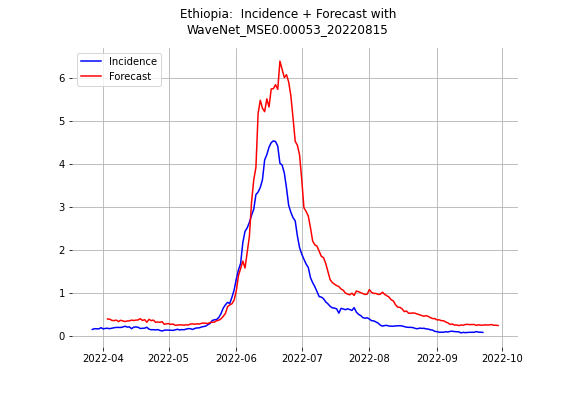 Ethiopia:  Incidence + Forecast with
WaveNet_MSE0.00053_20220815
Incidence
Forecast
6
5
4
3
2
1
0
2022-04 2022-05 2022-06 2022-07 2022-08 2022-09 2022-10